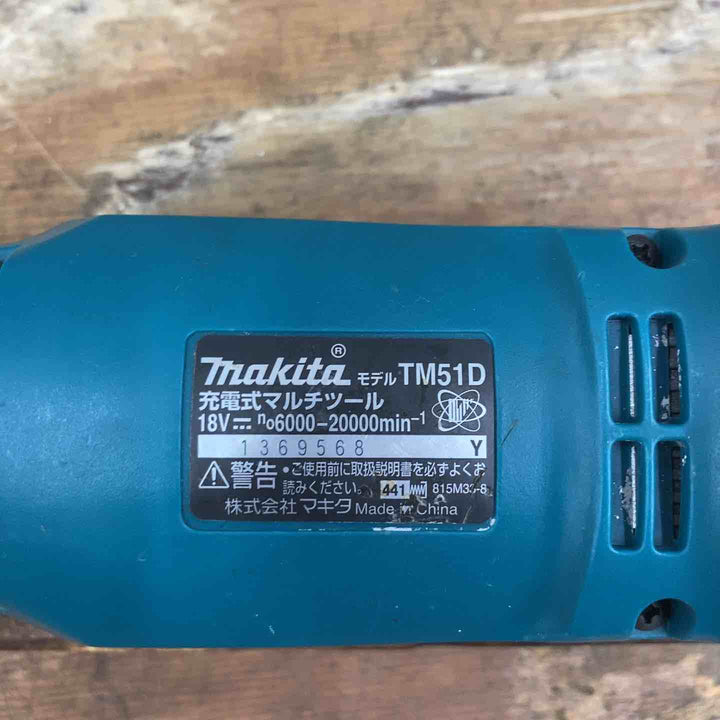 makita® モデル TM51D
充電式マルチツール
18V⎓ n₀6000-20000min⁻¹
1369568 Y
⚠警告 ・ご使用前に取扱説明書を必ずよくお
読みください。 441 815M3
株式会社 マキタ Made in China